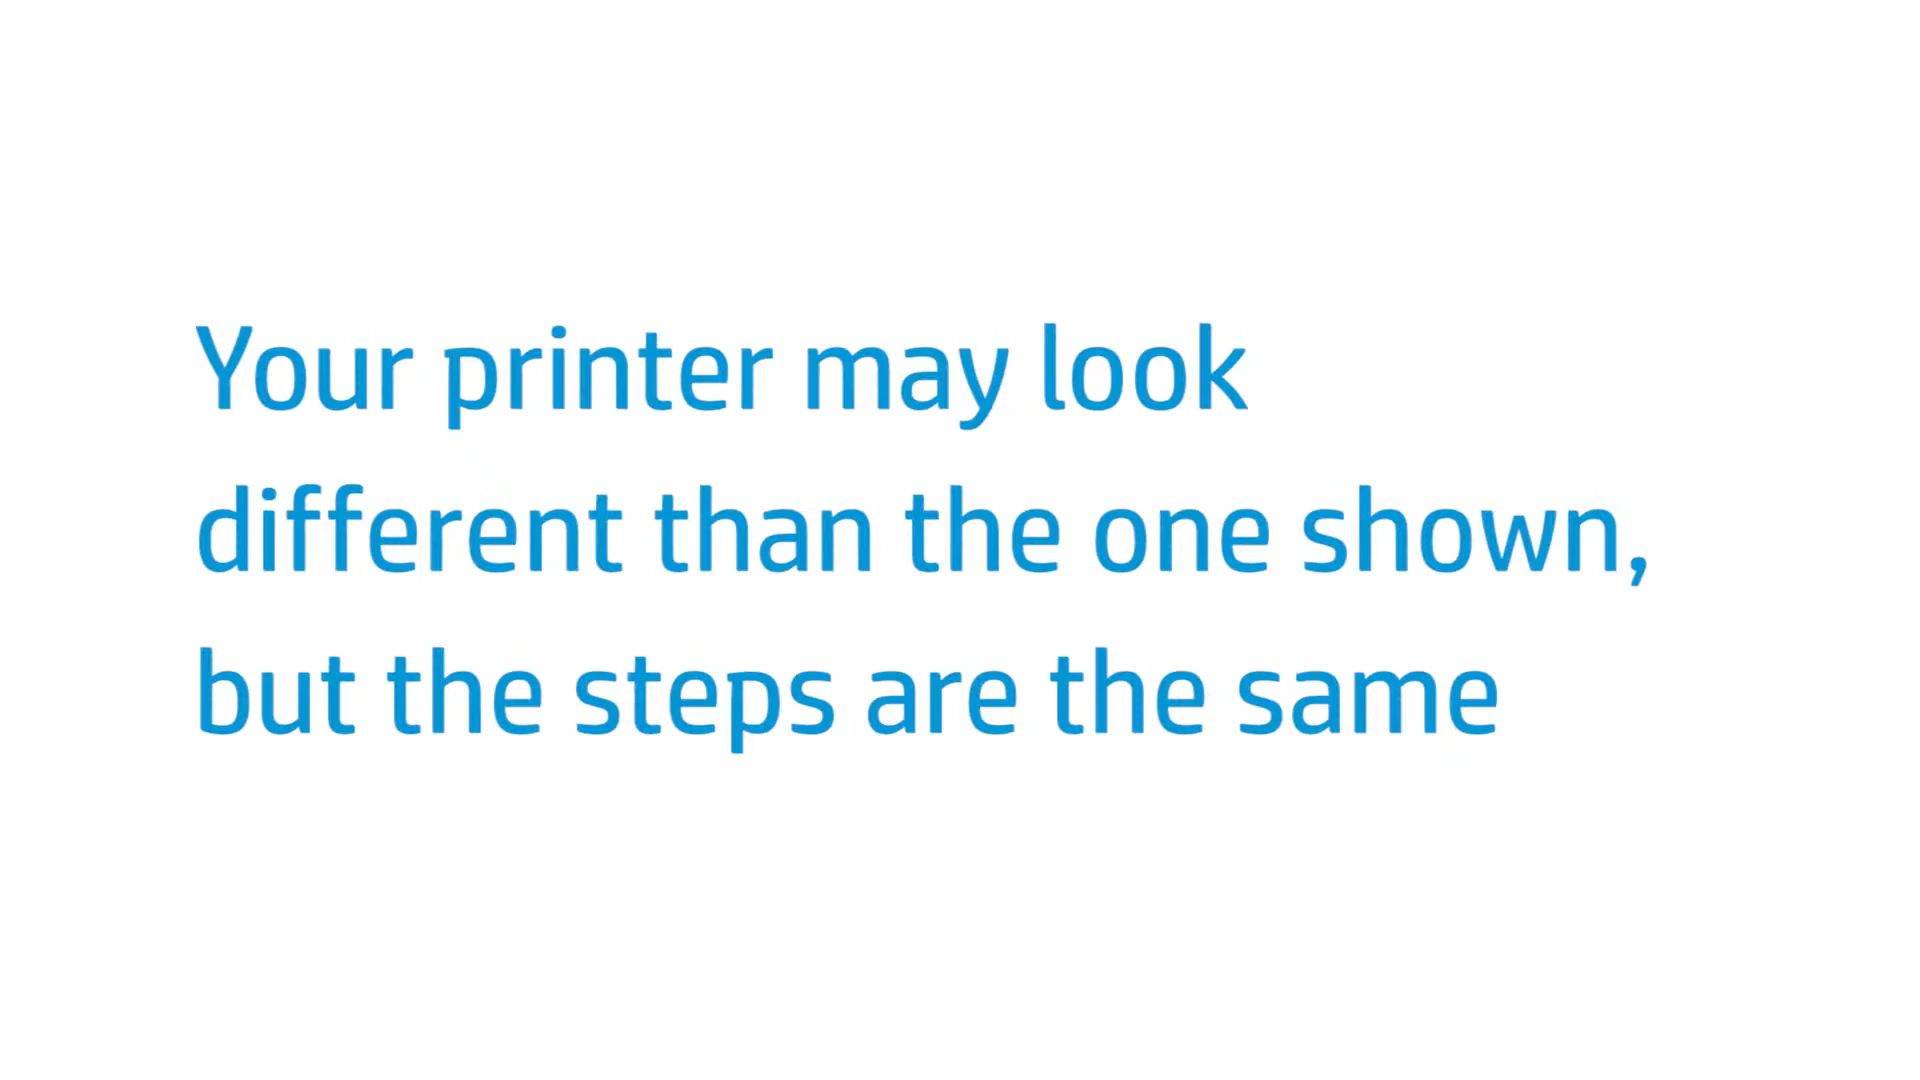 Your printer may look
different than the one shown,
but the steps are the same